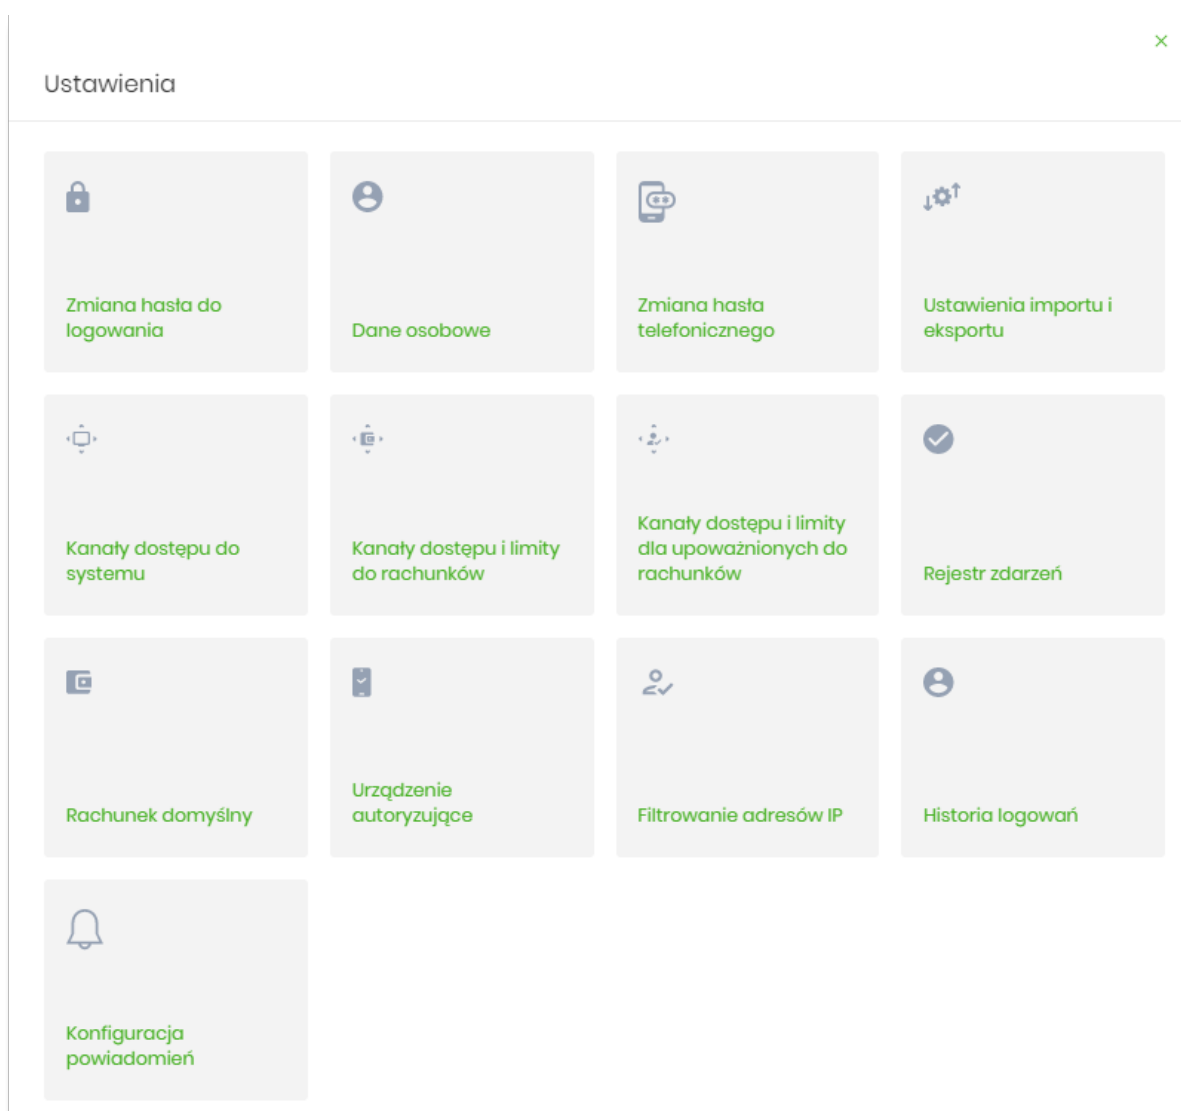 Ustawienia
Zmiana hasła do
logowania
Dane osobowe
Zmiana hasła
telefonicznego
Ustawienia importu i
eksportu
Kanały dostępu do
systemu
Kanały dostępu i limity
do rachunków
Kanały dostępu i limity
dla upoważnionych do
rachunków
Rejestr zdarzeń
Rachunek domyślny
Urządzenie
autoryzujące
Filtrowanie adresów IP
Historia logowań
Konfiguracja
powiadomień